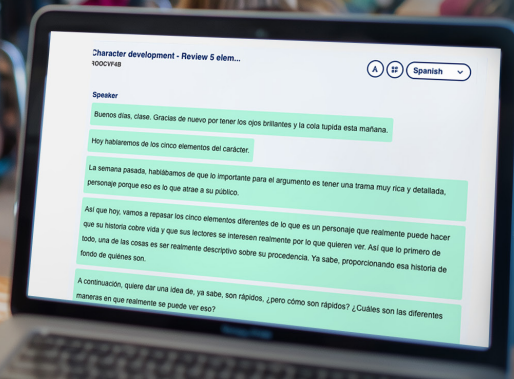 Character development - Review 5 elem...
Spanish
Speaker
Buenos días, clase. Gracias de nuevo por tener los ojos brillantes y la cola tupida esta mañana.
Hoy hablaremos de los cinco elementos del carácter.
La semana pasada, hablábamos de que lo importante para el argumento es tener una trama muy rica y detallada,
personaje porque eso es lo que atrae a su público.
Así que hoy, vamos a repasar los cinco elementos diferentes de lo que es un personaje que realmente puede hacer
que su historia cobre vida y que sus lectores se interesen realmente por lo que quieren ver. Así que lo primero de
todo, una de las cosas es ser realmente descriptivo sobre su procedencia. Ya sabe, proporcionando esa historia de
fondo de quiénes son.
A continuación, quiere dar una idea de, ya sabe, son rápidos, ¿pero cómo son rápidos? ¿Cuáles son las diferentes
maneras en que realmente se puede ver eso?